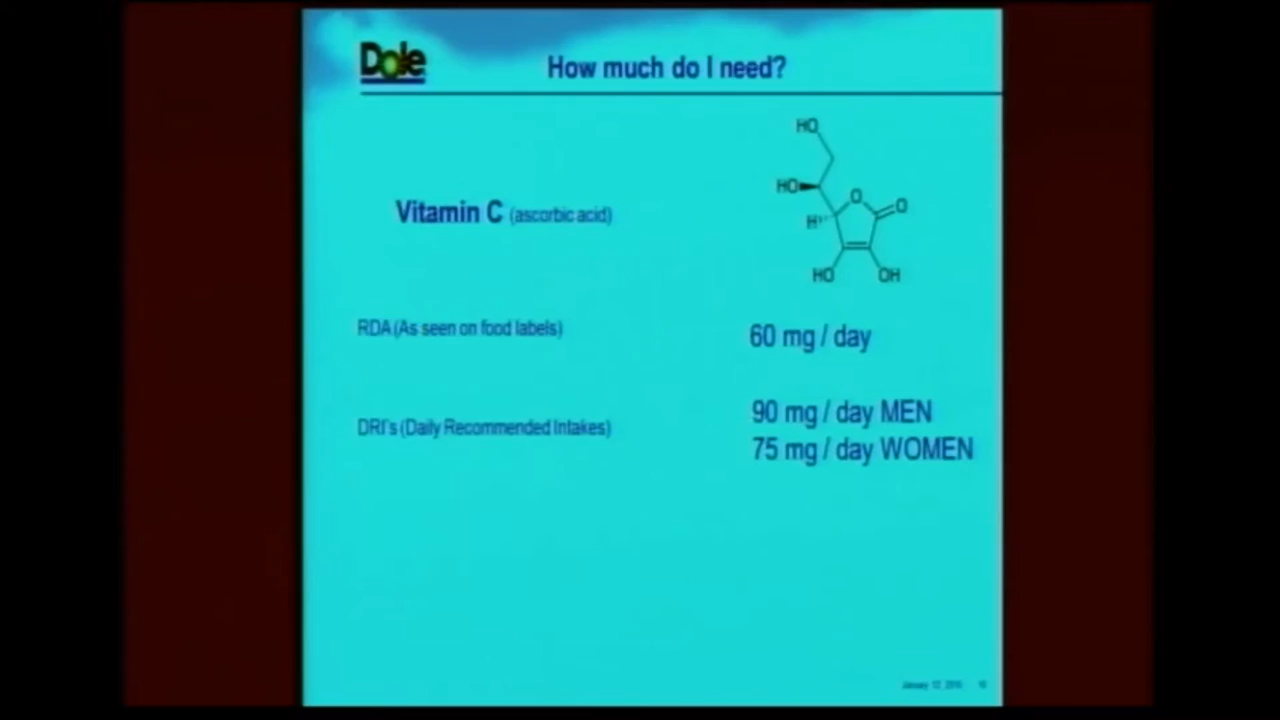 Dole
How much do I need?
HO
HO
O
O
H
HO
OH
Vitamin C (ascorbic acid)
RDA (As seen on food labels)
60 mg / day
DRI's (Daily Recommended Intakes)
90 mg / day MEN
75 mg / day WOMEN
January